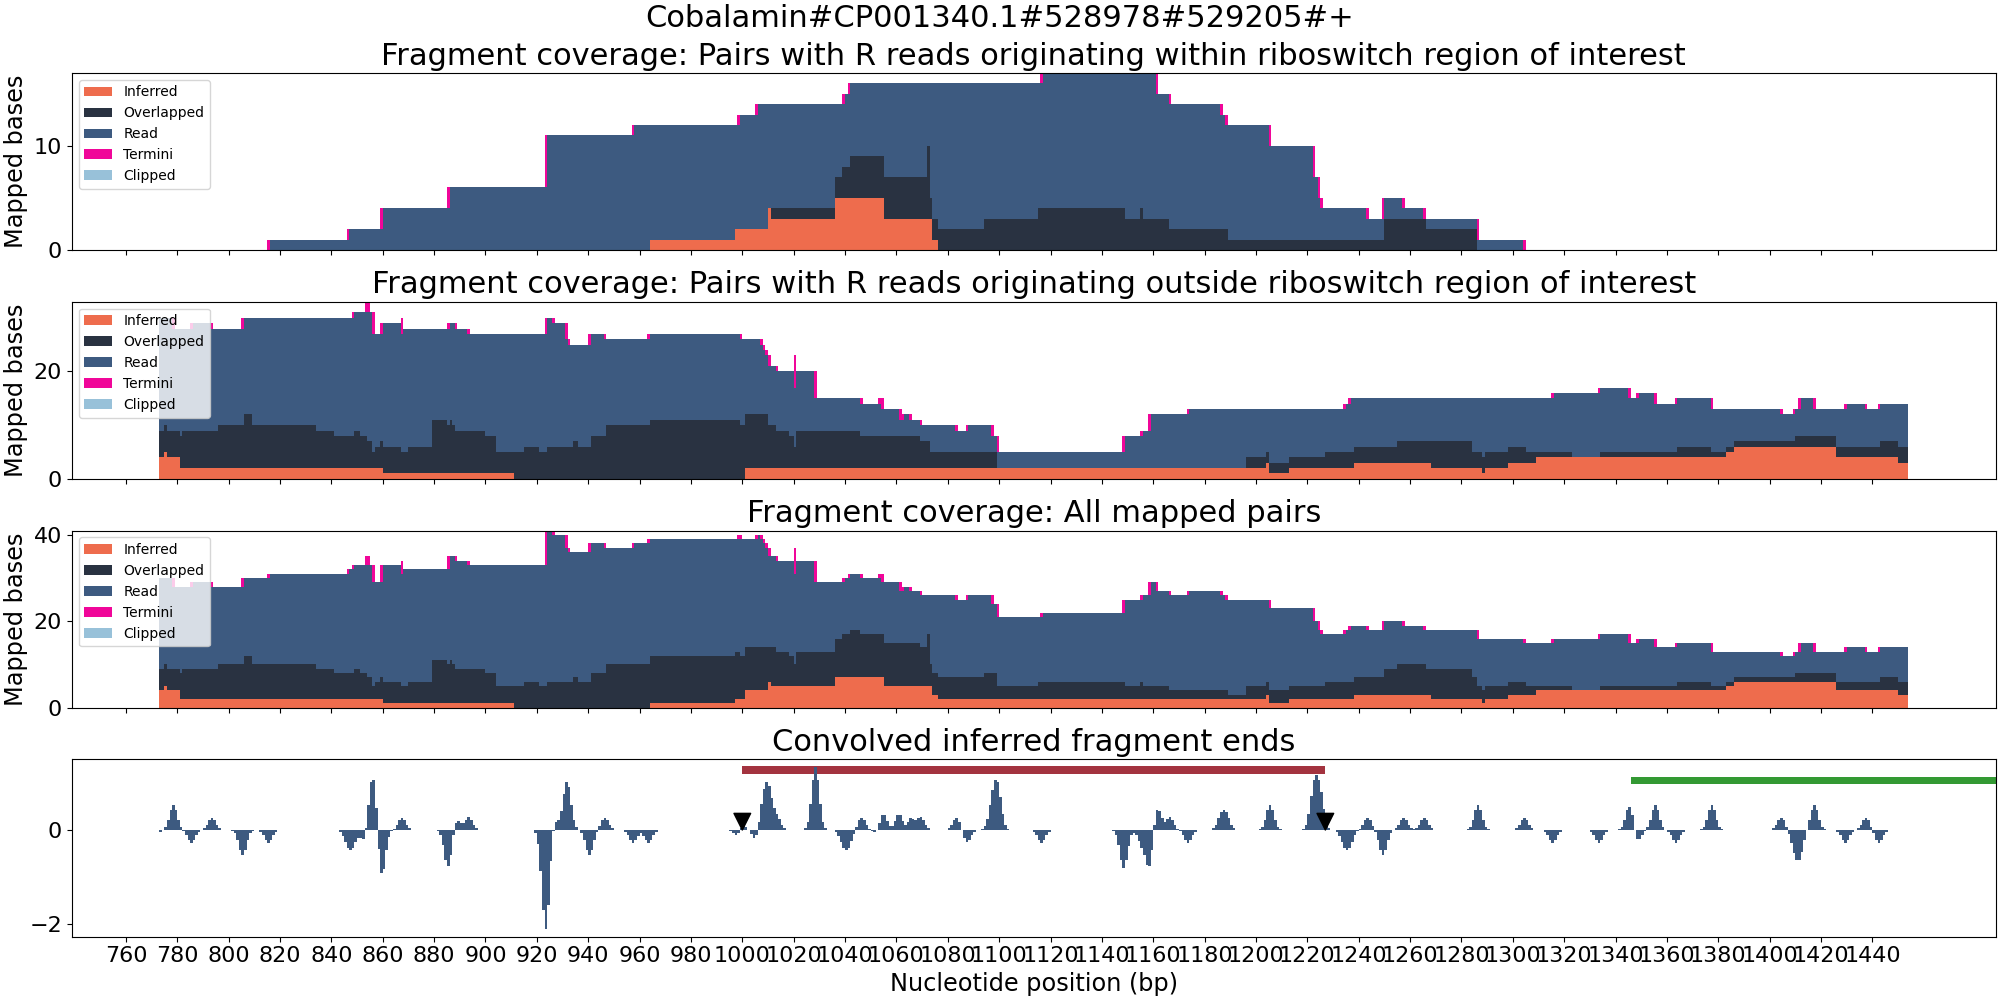 Cobalamin#CP001340.1#528978#529205#+
Fragment coverage: Pairs with R reads originating within riboswitch region of interest
Mapped bases
10
0
Inferred
Overlapped
Read
Termini
Clipped
Fragment coverage: Pairs with R reads originating outside riboswitch region of interest
Mapped bases
20
0
Inferred
Overlapped
Read
Termini
Clipped
Fragment coverage: All mapped pairs
Mapped bases
40
20
0
Inferred
Overlapped
Read
Termini
Clipped
Convolved inferred fragment ends
0
−2
760 780 800 820 840 860 880 900 920 940 960 980 1000 1020 1040 1060 1080 1100 1120 1140 1160 1180 1200 1220 1240 1260 1280 1300 1320 1340 1360 1380 1400 1420 1440
Nucleotide position (bp)